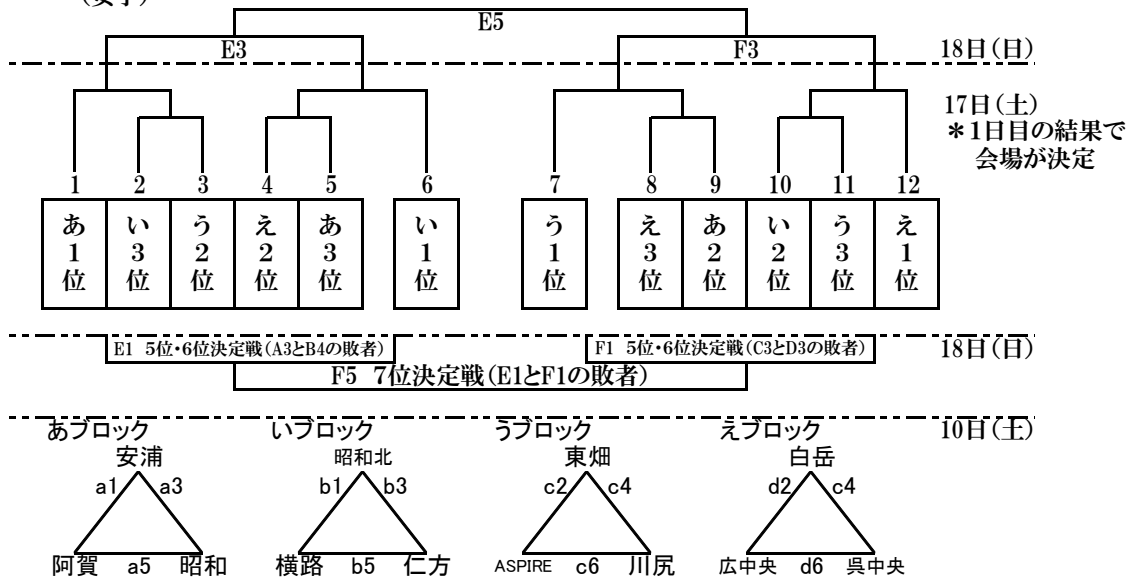 E5
E3 F3 18日(日)
17日(土)
＊1日目の結果で
会場が決定
1 2 3 4 5 6 7 8 9 10 11 12
あ1位 い3位 う2位 え2位 あ3位 い1位 う1位 え3位 あ2位 い2位 う3位 え1位
E1 5位・6位決定戦(A3とB4の敗者) F1 5位・6位決定戦(C3とD3の敗者) 18日(日)
F5 7位決定戦(E1とF1の敗者)
あブロック いブロック うブロック えブロック 10日(土)
安浦 昭和北 東畑 白岳
a1 a3 b1 b3 c2 c4 d2 c4
阿賀 a5 昭和 横路 b5 仁方 ASPIRE c6 川尻 広中央 d6 呉中央